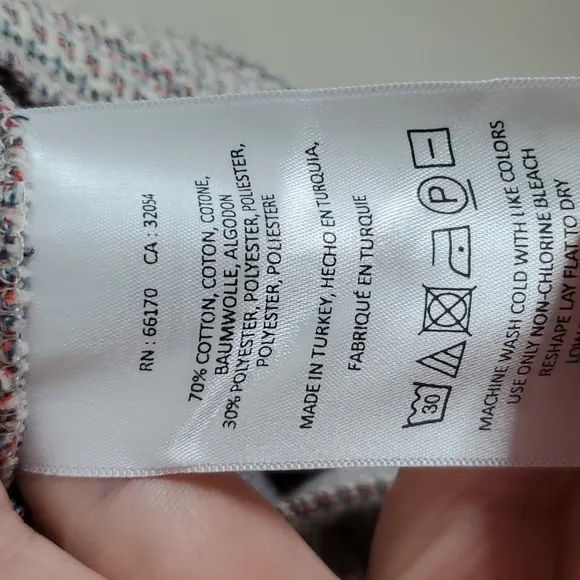 RN : 66170 CA : 32054
70% COTTON, COTON, COTONE,
BAUMWOLLE, ALGODON
30% POLYESTER, POLYESTER, POLIESTER,
POLYESTER, POLIESTERE
MADE IN TURKEY, HECHO EN TURQUIA,
FABRIQUÉ EN TURQUIE
30 P
MACHINE WASH COLD WITH LIKE COLORS
USE ONLY NON-CHLORINE BLEACH
RESHAPE LAY FLAT TO DRY